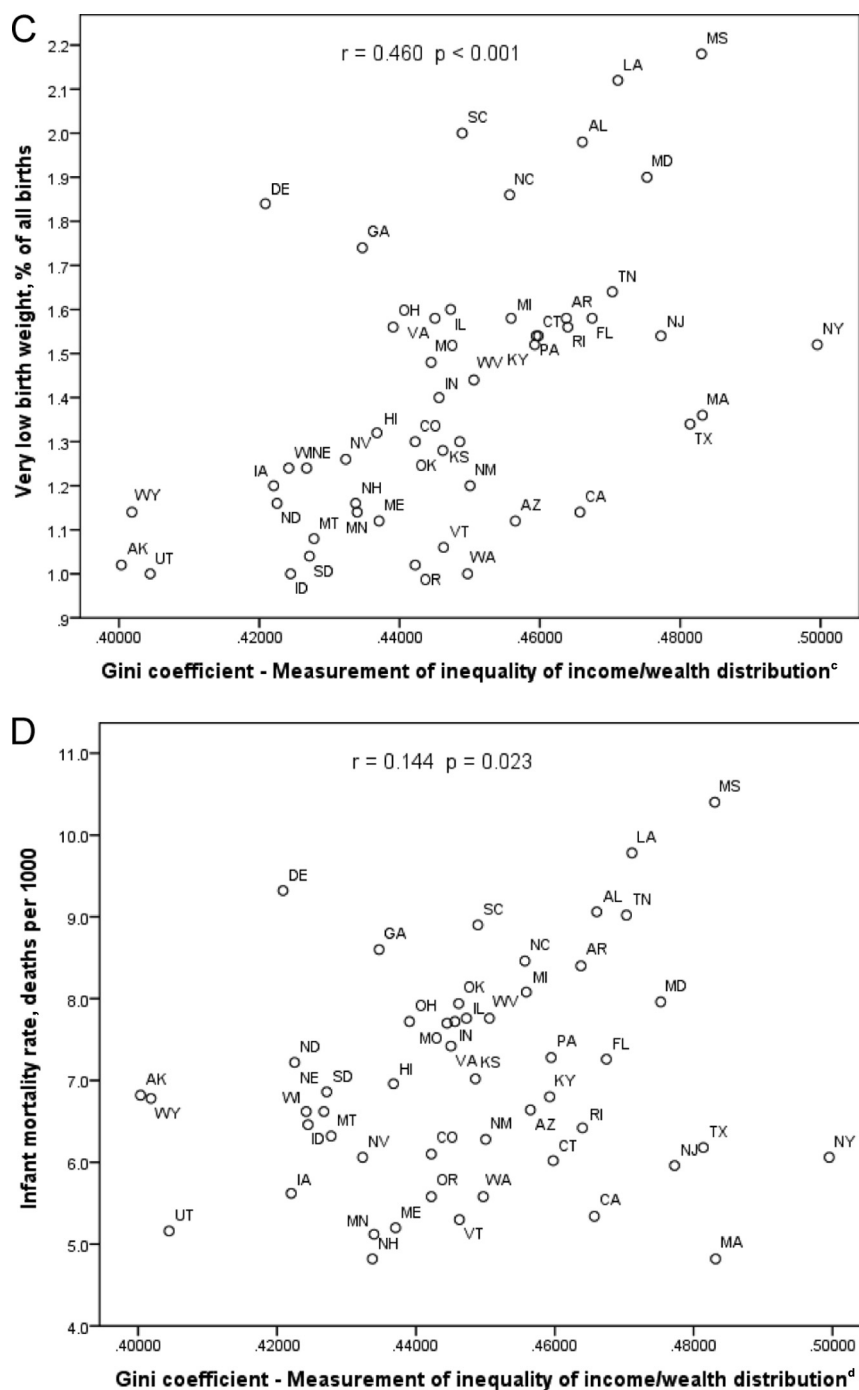 C
r = 0.460 p < 0.001
MS
LA
SC
AL
MD
NC
DE
GA
TN
OH
IL
MI
AR
CT
FL
NJ
NY
VA
RI
PA
MO
KY
WV
IN
MA
HI
CO
TX
NV
KS
WI
NE
OK
IA
NM
WY
NH
ME
CA
AZ
ND
MT
MN
VT
AK
UT
SD
WA
ID
OR
2.2
2.1
2.0
1.9
1.8
1.7
1.6
1.5
1.4
1.3
1.2
1.1
1.0
.9
Very low birth weight, % of all births
.40000 .42000 .44000 .46000 .48000 .50000
Gini coefficient - Measurement of inequality of income/wealth distributionᶜ
D
r = 0.144 p = 0.023
MS
LA
DE
AL
TN
SC
GA
NC
AR
MI
OK
MD
OH
IL
WV
MO
IN
PA
FL
ND
VA
KS
NE
SD
HI
AK
KY
WY
WI
MT
AZ
RI
ID
NM
TX
NV
CO
CT
NJ
NY
IA
OR
WA
UT
MN
ME
VT
CA
NH
MA
11.0
10.0
9.0
8.0
7.0
6.0
5.0
4.0
Infant mortality rate, deaths per 1000
.40000 .42000 .44000 .46000 .48000 .50000
Gini coefficient - Measurement of inequality of income/wealth distributionᵈ